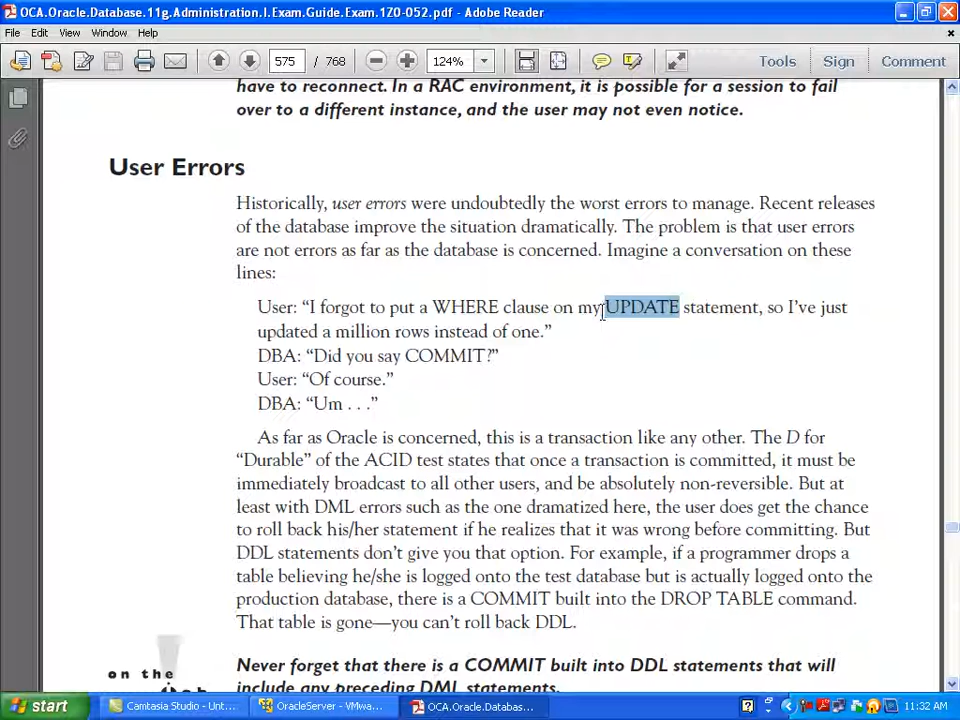 OCA.Oracle.Database.11g.Administration.I.Exam.Guide.Exam.1Z0-052.pdf - Adobe Reader
File Edit View Window Help
575 / 768 124% Tools Sign Comment
have to reconnect. In a RAC environment, it is possible for a session to fail
over to a different instance, and the user may not even notice.
User Errors
Historically, user errors were undoubtedly the worst errors to manage. Recent releases
of the database improve the situation dramatically. The problem is that user errors
are not errors as far as the database is concerned. Imagine a conversation on these
lines:
User: “I forgot to put a WHERE clause on my UPDATE statement, so I’ve just
updated a million rows instead of one.”
DBA: “Did you say COMMIT?”
User: “Of course.”
DBA: “Um . . .”
As far as Oracle is concerned, this is a transaction like any other. The D for
“Durable” of the ACID test states that once a transaction is committed, it must be
immediately broadcast to all other users, and be absolutely non-reversible. But at
least with DML errors such as the one dramatized here, the user does get the chance
to roll back his/her statement if he realizes that it was wrong before committing. But
DDL statements don’t give you that option. For example, if a programmer drops a
table believing he/she is logged onto the test database but is actually logged onto the
production database, there is a COMMIT built into the DROP TABLE command.
That table is gone—you can’t roll back DDL.
on the
Never forget that there is a COMMIT built into DDL statements that will
include any preceding DML statements.
start Camtasia Studio - Unt... OracleServer - VMwa... OCA.Oracle.Databas... 11:32 AM